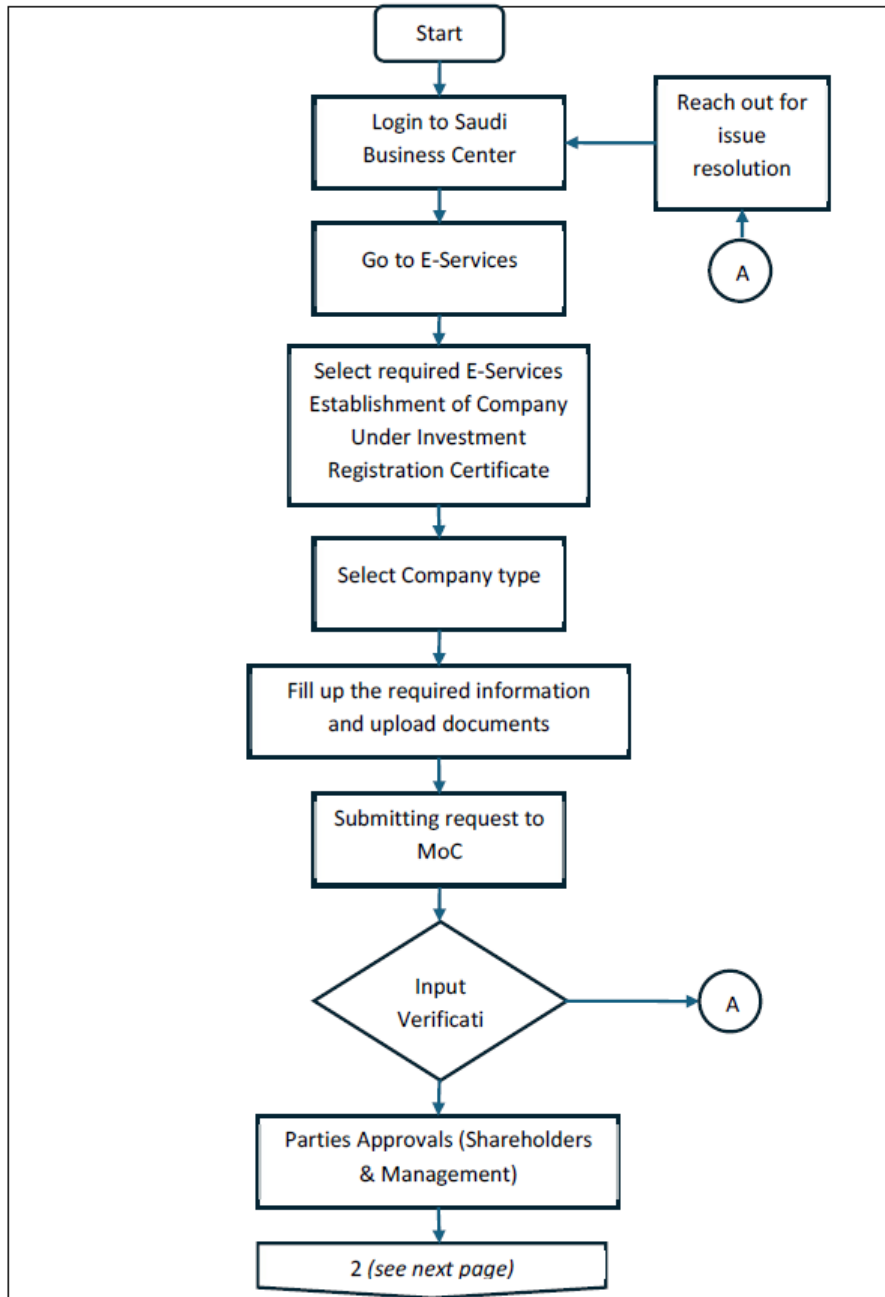 Start
Login to Saudi
Business Center
Reach out for
issue
resolution
Go to E-Services
A
Select required E-Services
Establishment of Company
Under Investment
Registration Certificate
Select Company type
Fill up the required information
and upload documents
Submitting request to
MoC
Input
Verificati
A
Parties Approvals (Shareholders
& Management)
2 (see next page)